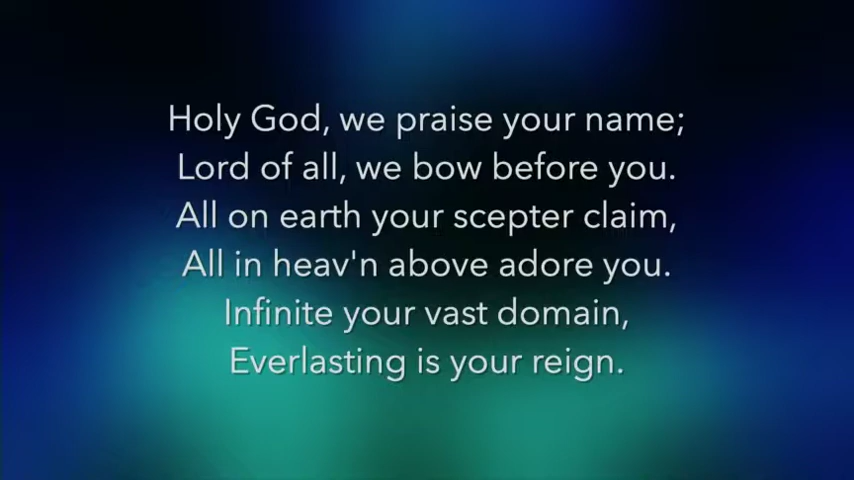 Holy God, we praise your name;
Lord of all, we bow before you.
All on earth your scepter claim,
All in heav'n above adore you.
Infinite your vast domain,
Everlasting is your reign.